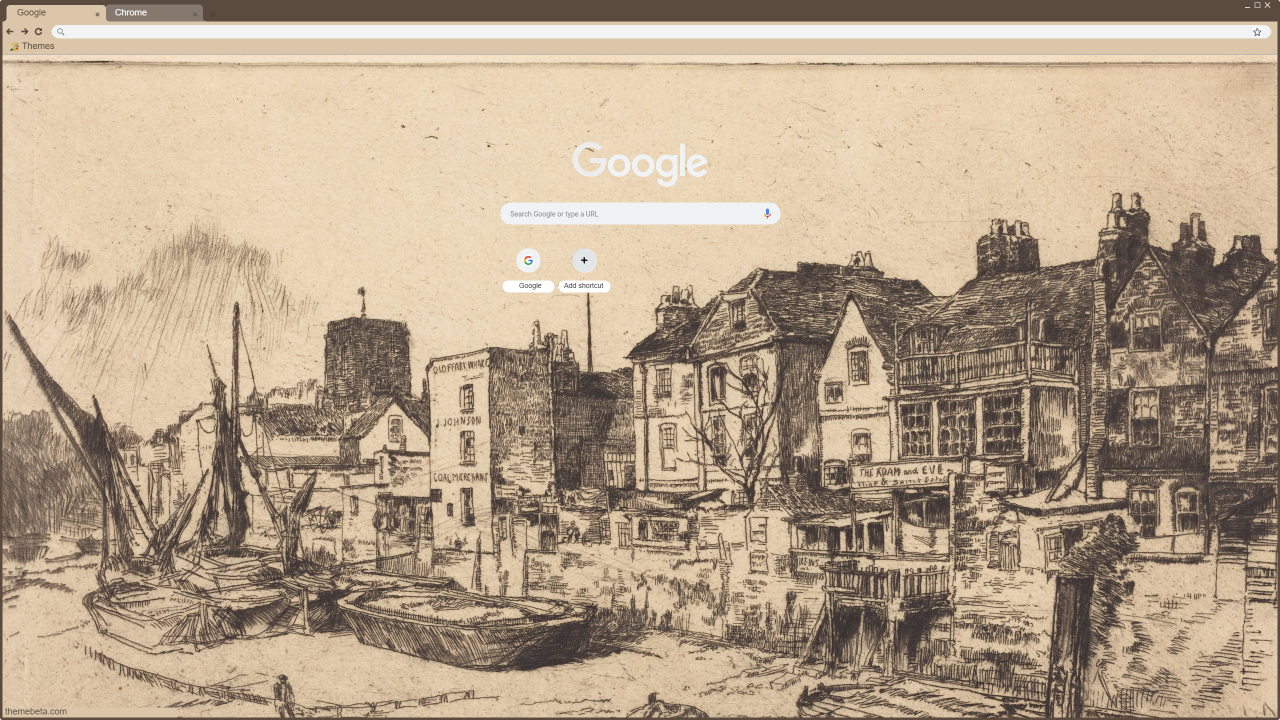 Google
Chrome
Themes
Google
Search Google or type a URL
Google
Add shortcut
OLD FERRY WHARF
J. JOHNSON
COAL MERCHANT
THE ADAM and EVE
themebeta.com